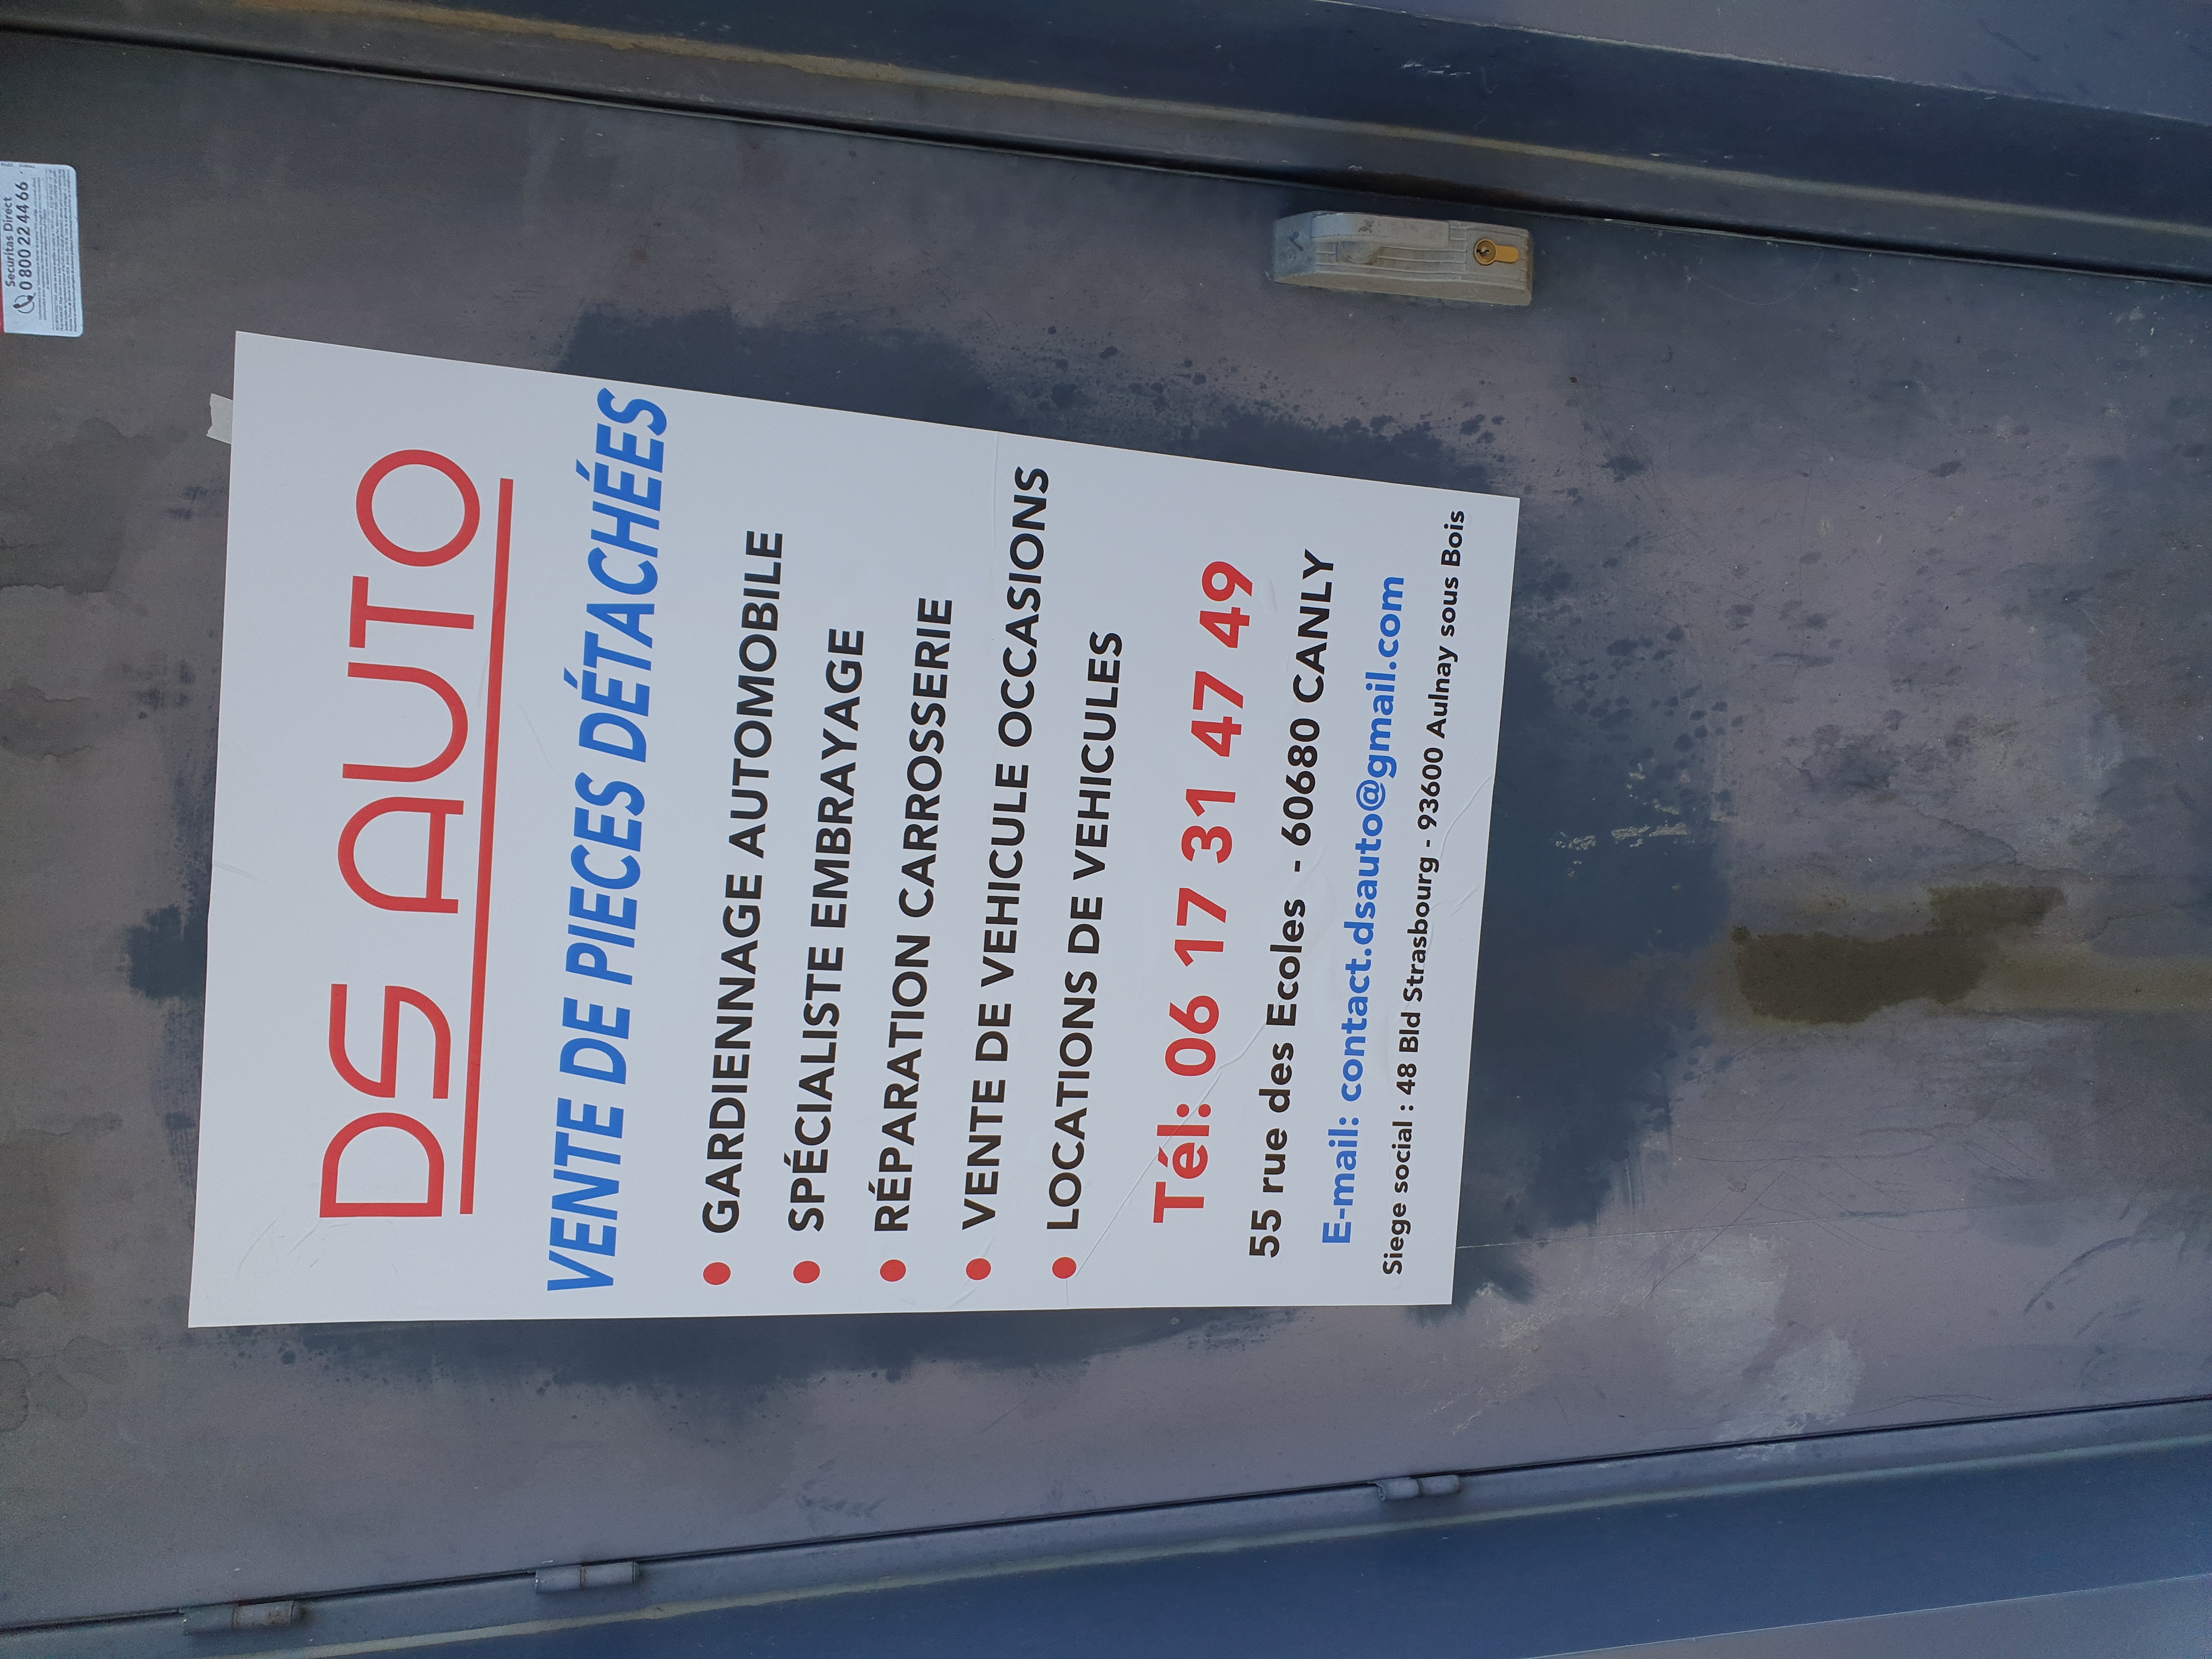 Securitas Direct
0 800 22 44 66
DS AUTO
VENTE DE PIECES DÉTACHÉES
• GARDIENNAGE AUTOMOBILE
• SPÉCIALISTE EMBRAYAGE
• RÉPARATION CARROSSERIE
• VENTE DE VEHICULE OCCASIONS
• LOCATIONS DE VEHICULES
Tél: 06 17 31 47 49
55 rue des Ecoles - 60680 CANLY
E-mail: contact.dsauto@gmail.com
Siege social : 48 Bld Strasbourg - 93600 Aulnay sous Bois